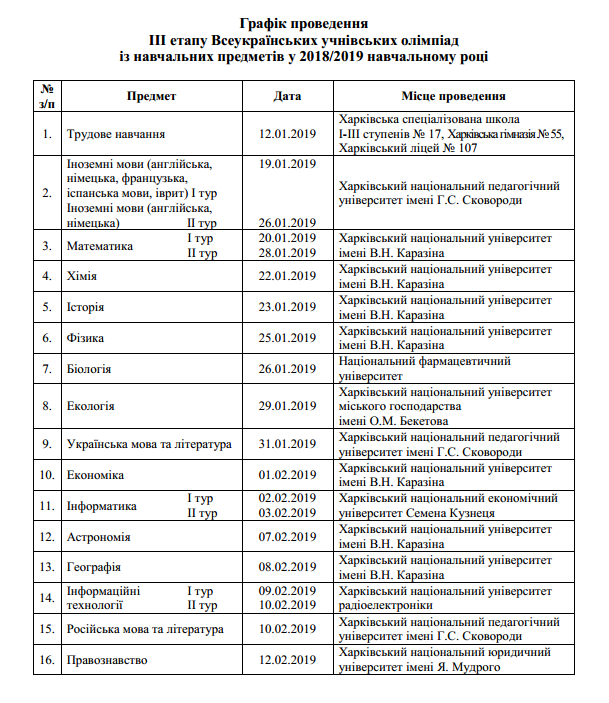 Графік проведення
ІІІ етапу Всеукраїнських учнівських олімпіад
із навчальних предметів у 2018/2019 навчальному році
№ з/п Предмет Дата Місце проведення
1. Трудове навчання 12.01.2019 Харківська спеціалізована школа
І-ІІІ ступенів № 17, Харківська гімназія № 55,
Харківський ліцей № 107
2. Іноземні мови (англійська, 19.01.2019
німецька, французька,
іспанська мови, іврит) І тур
Іноземні мови (англійська,
німецька) ІІ тур 26.01.2019
Харківський національний педагогічний
університет імені Г.С. Сковороди
3. Математика І тур 20.01.2019 Харківський національний університет
ІІ тур 28.01.2019 імені В.Н. Каразіна
4. Хімія 22.01.2019 Харківський національний університет
імені В.Н. Каразіна
5. Історія 23.01.2019 Харківський національний університет
імені В.Н. Каразіна
6. Фізика 25.01.2019 Харківський національний університет
імені В.Н. Каразіна
7. Біологія 26.01.2019 Національний фармацевтичний
університет
8. Екологія 29.01.2019 Харківський національний університет
міського господарства
імені О.М. Бекетова
9. Українська мова та література 31.01.2019 Харківський національний педагогічний
університет імені Г.С. Сковороди
10. Економіка 01.02.2019 Харківський національний університет
імені В.Н. Каразіна
11. Інформатика І тур 02.02.2019 Харківський національний економічний
ІІ тур 03.02.2019 університет Семена Кузнеця
12. Астрономія 07.02.2019 Харківський національний університет
імені В.Н. Каразіна
13. Географія 08.02.2019 Харківський національний університет
імені В.Н. Каразіна
14. Інформаційні І тур 09.02.2019 Харківський національний університет
технології ІІ тур 10.02.2019 радіоелектроніки
15. Російська мова та література 10.02.2019 Харківський національний педагогічний
університет імені Г.С. Сковороди
16. Правознавство 12.02.2019 Харківський національний юридичний
університет імені Я. Мудрого